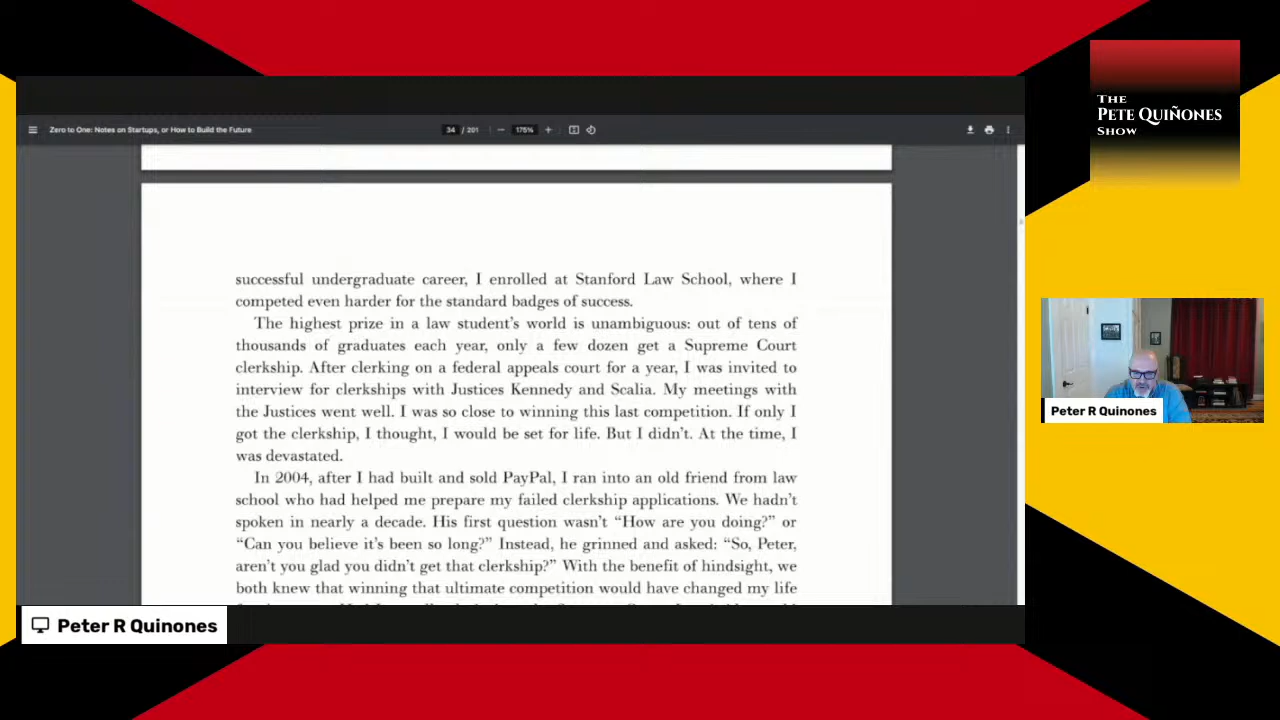 THE
PETE QUIÑONES
SHOW
Zero to One: Notes on Startups, or How to Build the Future
34 / 201
175%
successful undergraduate career, I enrolled at Stanford Law School, where I
competed even harder for the standard badges of success.
The highest prize in a law student's world is unambiguous: out of tens of
thousands of graduates each year, only a few dozen get a Supreme Court
clerkship. After clerking on a federal appeals court for a year, I was invited to
interview for clerkships with Justices Kennedy and Scalia. My meetings with
the Justices went well. I was so close to winning this last competition. If only I
got the clerkship, I thought, I would be set for life. But I didn't. At the time, I
was devastated.
In 2004, after I had built and sold PayPal, I ran into an old friend from law
school who had helped me prepare my failed clerkship applications. We hadn't
spoken in nearly a decade. His first question wasn't “How are you doing?” or
“Can you believe it's been so long?” Instead, he grinned and asked: “So, Peter,
aren't you glad you didn't get that clerkship?” With the benefit of hindsight, we
both knew that winning that ultimate competition would have changed my life
Peter R Quinones
Peter R Quinones